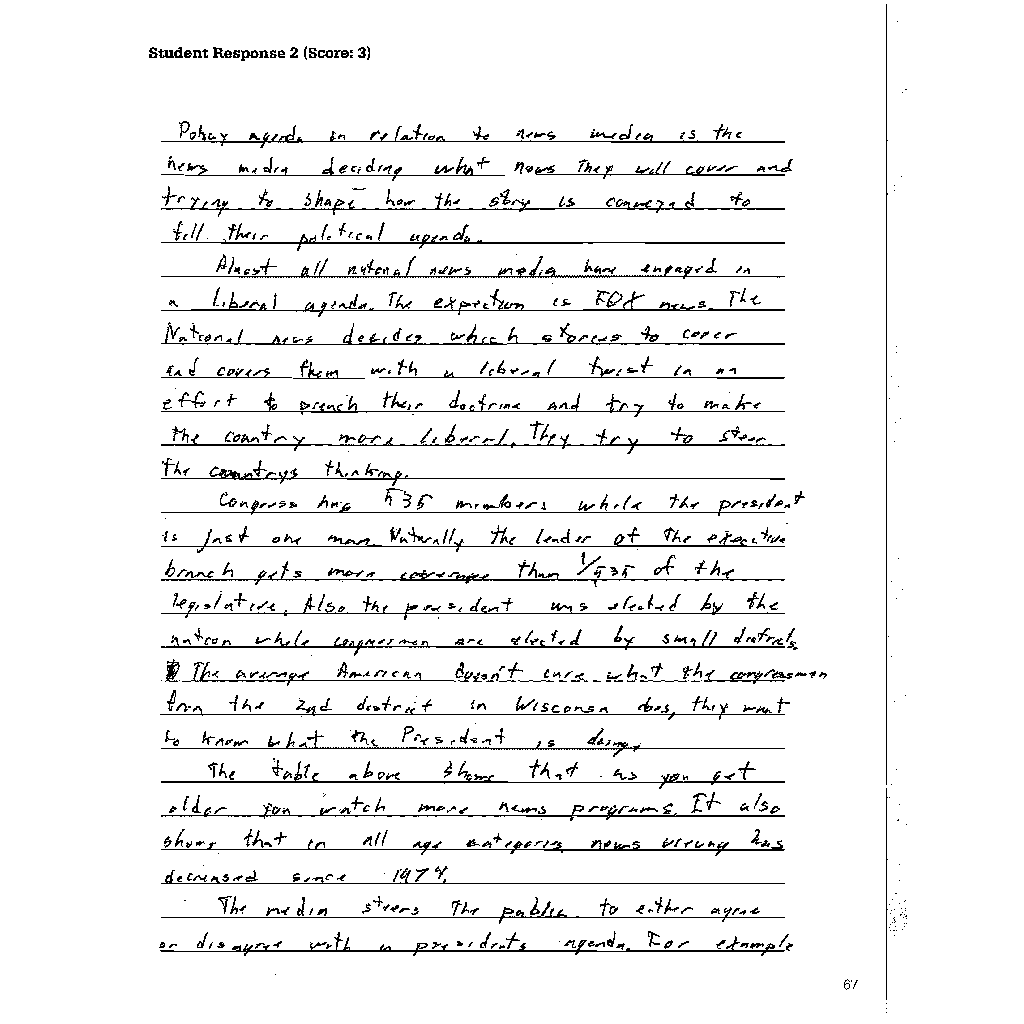 Student Response 2 (Score: 3)
Policy agenda in relation to news media is the
news media deciding what news They will cover and
trying to shape how the story is conveyed to
fell their political agenda.
Almost all national news media have engaged in
a liberal agenda. The expection is FOX news. The
National news decides which stories to cover
and covers them with a liberal twist in an
effort to preach their doctrine and try to make
the country more liberal. They try to steer
the countrys thinking.
Congress has 535 members while the president
is just one man. Naturally the leader of the executive
branch gets more coverage than 1/535 of the
legislative. Also the president was elected by the
nation while congressmen are elected by small districts.
The average American doesn't care what the congressmen
from the 2nd district in Wisconsin does, they want
to know what the President is doing.
The table above shows that as you get
older you watch more news programs. It also
shows that in all age categories news viewing has
decreased since 1974.
The media steers The public to either agree
or disagree with a presidents agenda. For example
67